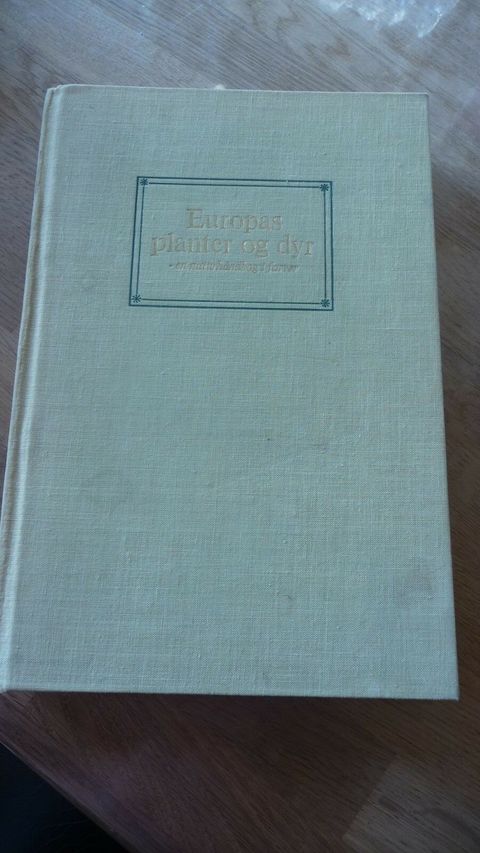 Europas
planter og dyr
- en naturhåndbog i farver